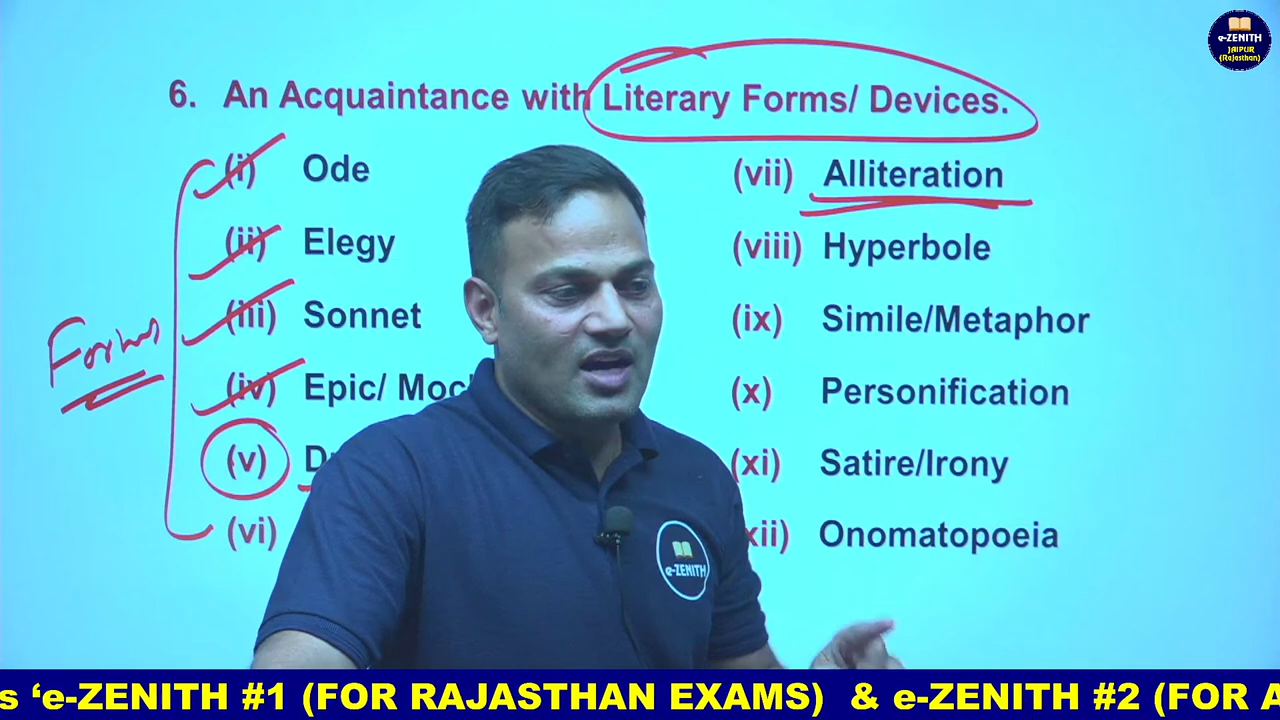 e-ZENITH
JAIPUR
(Rajasthan)
6. An Acquaintance with Literary Forms/ Devices.
(i) Ode
(ii) Elegy
(iii) Sonnet
(iv) Epic/
(v)
(vi)
Forms
(vii) Alliteration
(viii) Hyperbole
(ix) Simile/Metaphor
(x) Personification
(xi) Satire/Irony
xii) Onomatopoeia
e-ZENITH
s ‘e-ZENITH #1 (FOR RAJASTHAN EXAMS) & e-ZENITH #2 (FOR A